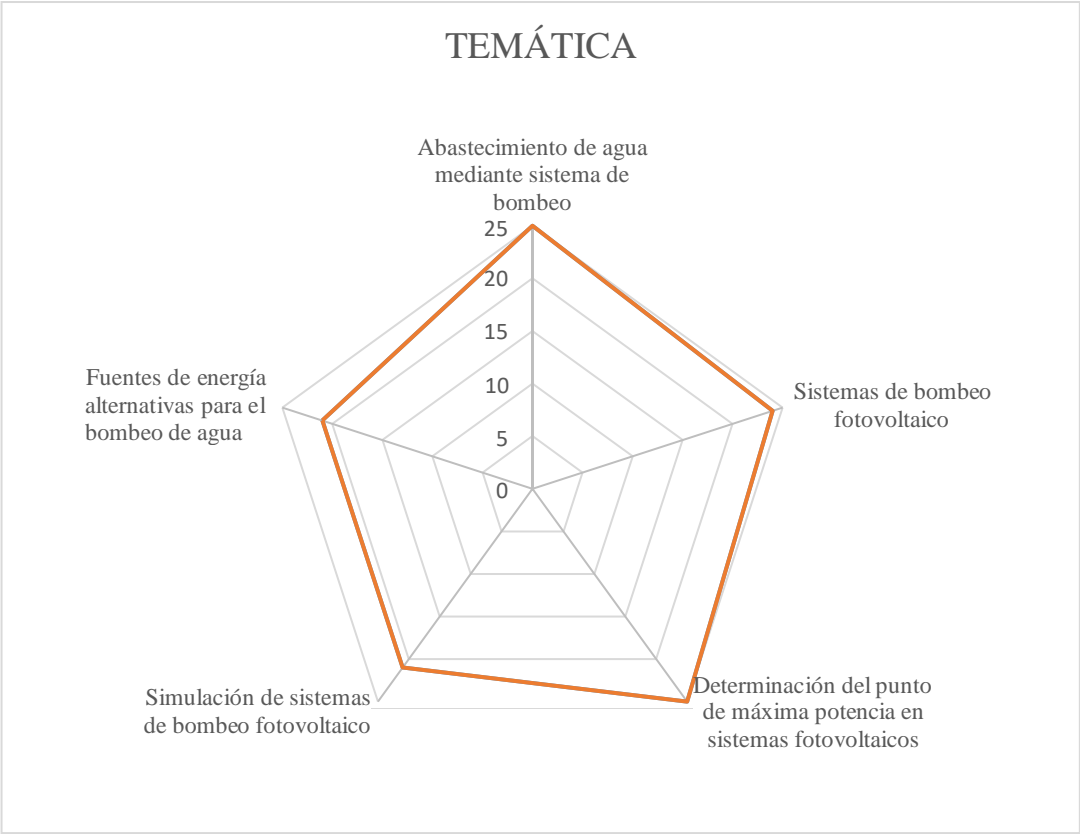 TEMÁTICA
Abastecimiento de agua
mediante sistema de
bombeo
25
20
15
10
5
0
Sistemas de bombeo
fotovoltaico
Determinación del punto
de máxima potencia en
sistemas fotovoltaicos
Simulación de sistemas
de bombeo fotovoltaico
Fuentes de energía
alternativas para el
bombeo de agua